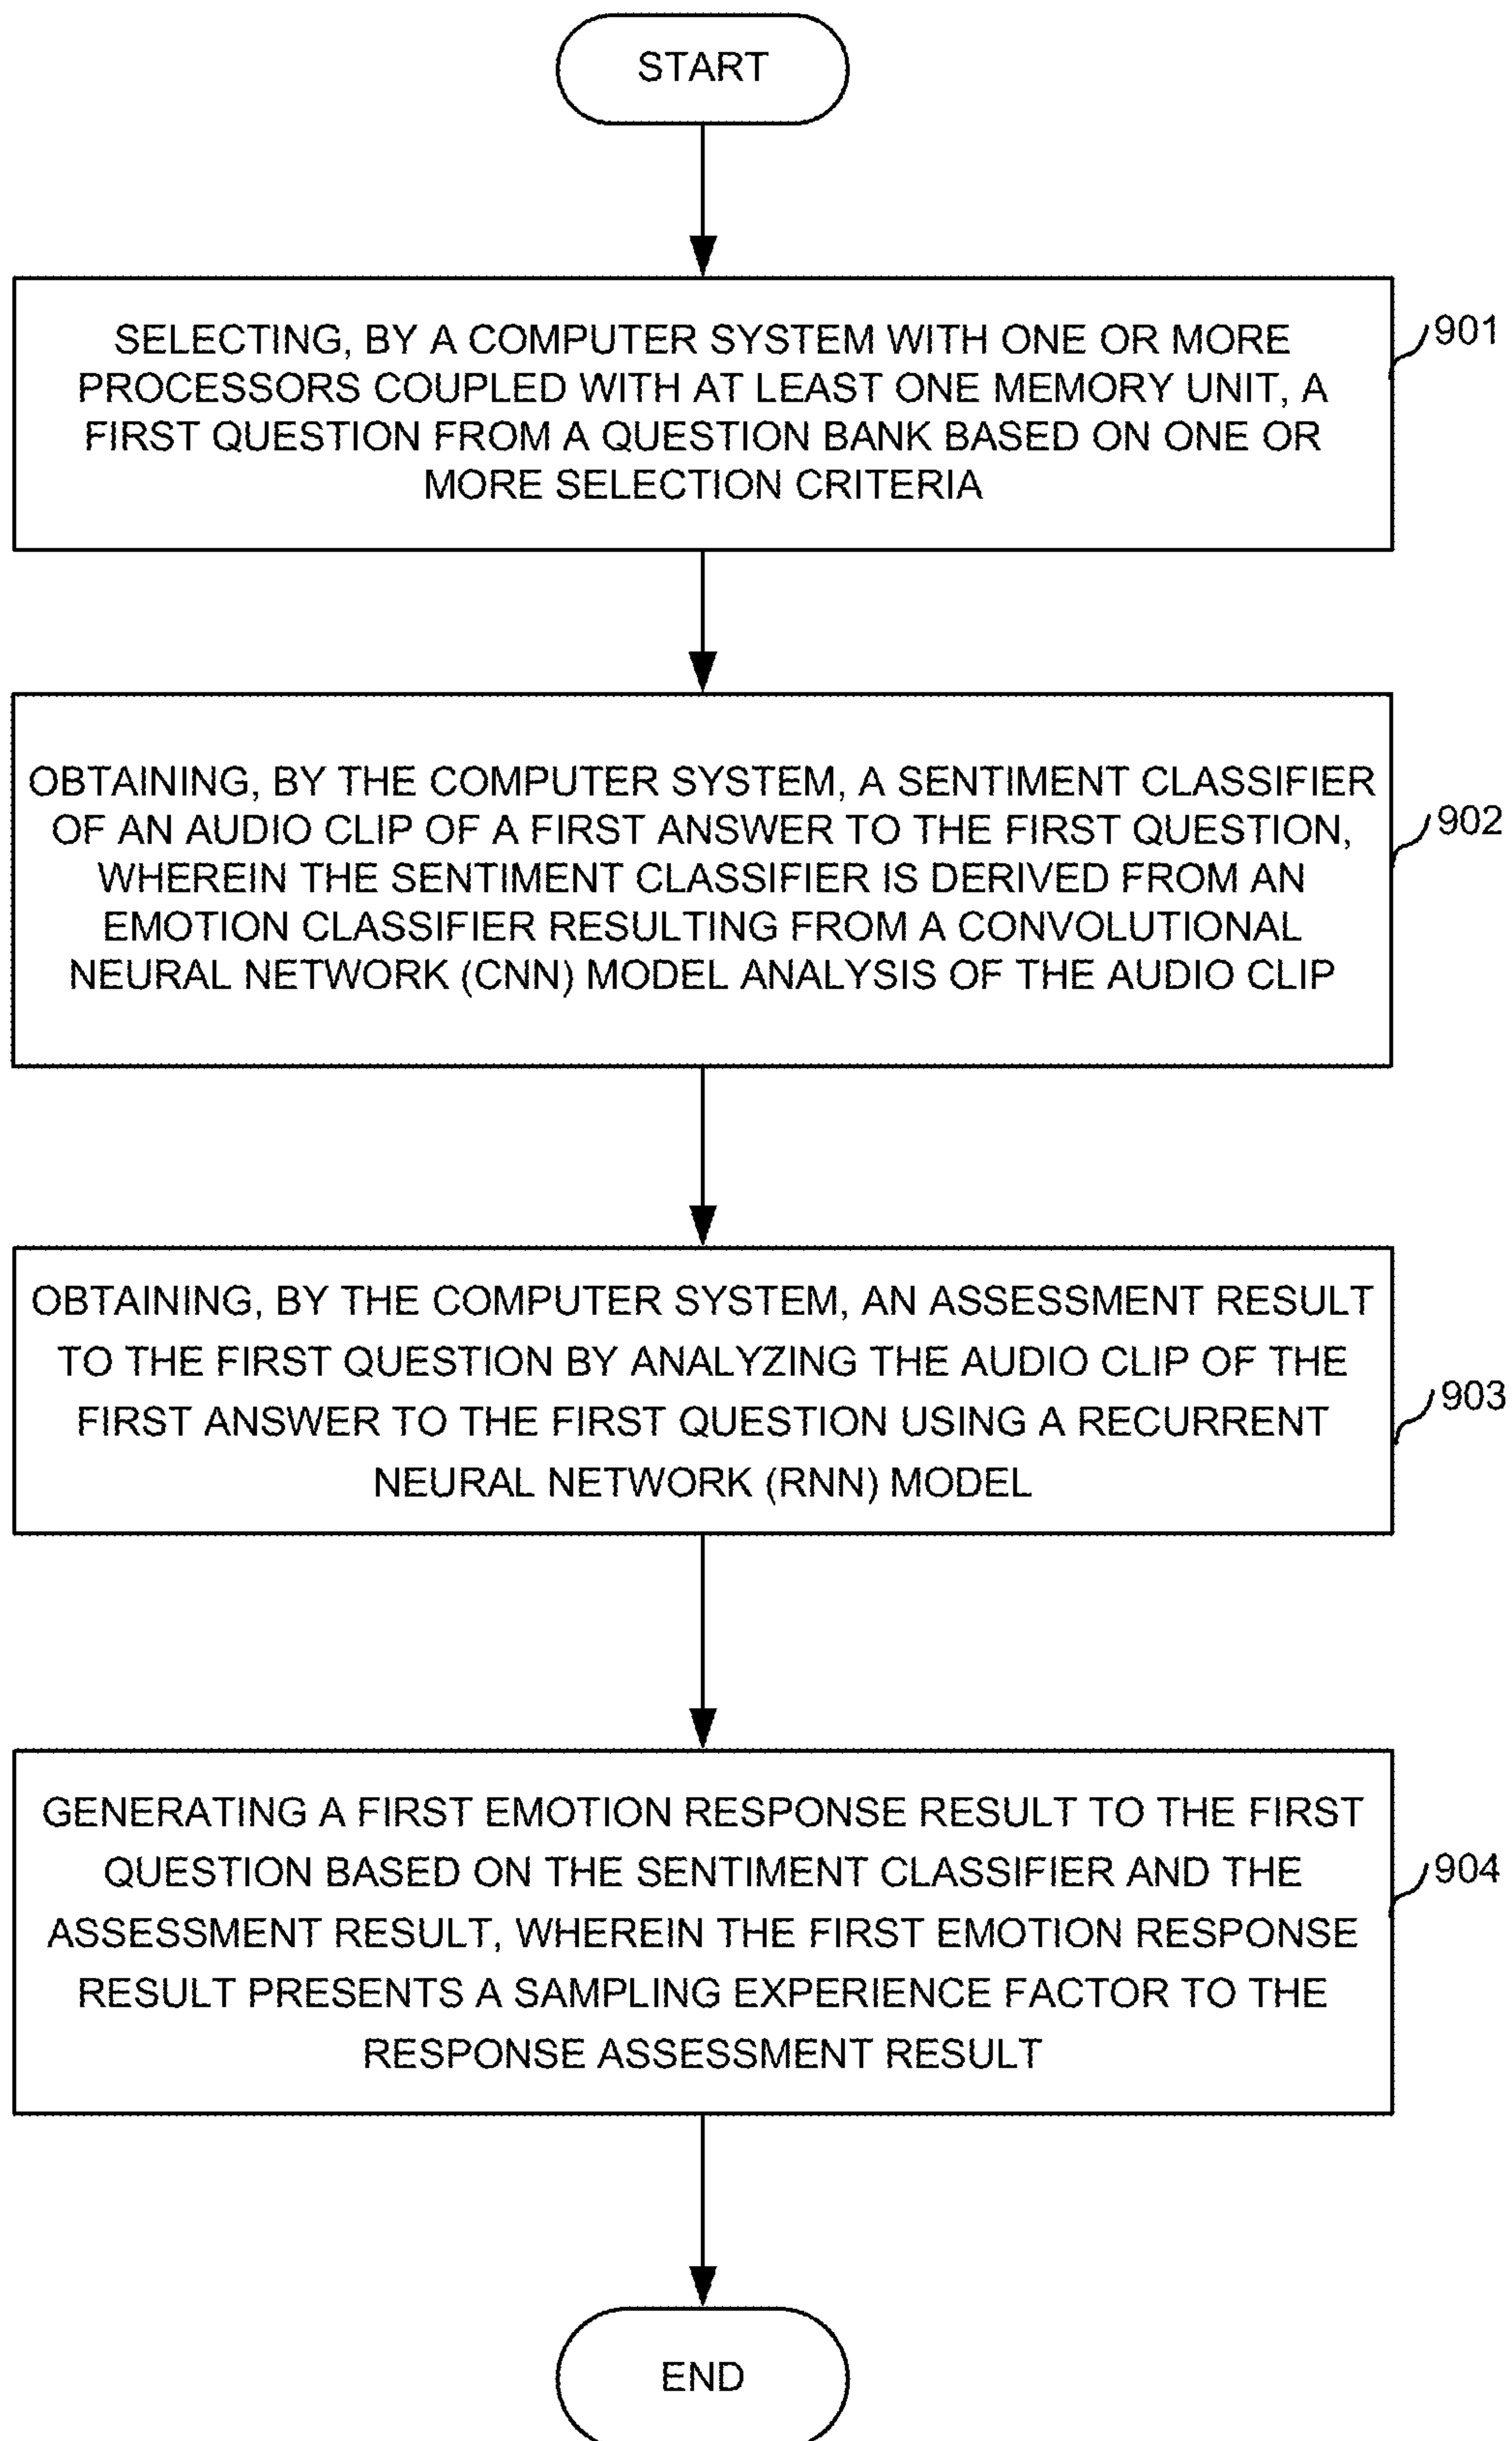 START
SELECTING, BY A COMPUTER SYSTEM WITH ONE OR MORE
PROCESSORS COUPLED WITH AT LEAST ONE MEMORY UNIT, A
FIRST QUESTION FROM A QUESTION BANK BASED ON ONE OR
MORE SELECTION CRITERIA
901
OBTAINING, BY THE COMPUTER SYSTEM, A SENTIMENT CLASSIFIER
OF AN AUDIO CLIP OF A FIRST ANSWER TO THE FIRST QUESTION,
WHEREIN THE SENTIMENT CLASSIFIER IS DERIVED FROM AN
EMOTION CLASSIFIER RESULTING FROM A CONVOLUTIONAL
NEURAL NETWORK (CNN) MODEL ANALYSIS OF THE AUDIO CLIP
902
OBTAINING, BY THE COMPUTER SYSTEM, AN ASSESSMENT RESULT
TO THE FIRST QUESTION BY ANALYZING THE AUDIO CLIP OF THE
FIRST ANSWER TO THE FIRST QUESTION USING A RECURRENT
NEURAL NETWORK (RNN) MODEL
903
GENERATING A FIRST EMOTION RESPONSE RESULT TO THE FIRST
QUESTION BASED ON THE SENTIMENT CLASSIFIER AND THE
ASSESSMENT RESULT, WHEREIN THE FIRST EMOTION RESPONSE
RESULT PRESENTS A SAMPLING EXPERIENCE FACTOR TO THE
RESPONSE ASSESSMENT RESULT
904
END